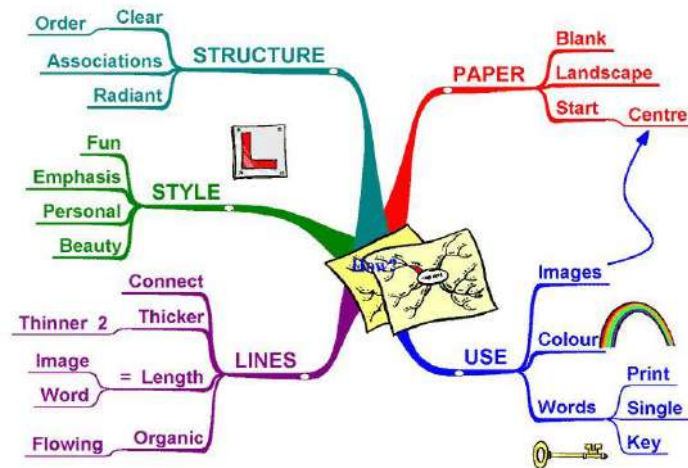 STRUCTURE
Clear
Order
Associations
Radiant
PAPER
Blank
Landscape
Start
Centre
L
STYLE
Fun
Emphasis
Personal
Beauty
USE
Images
Colour
Words
Print
Single
Key
LINES
Connect
Thicker
Thinner 2
= Length
Image
Word
Organic
Flowing